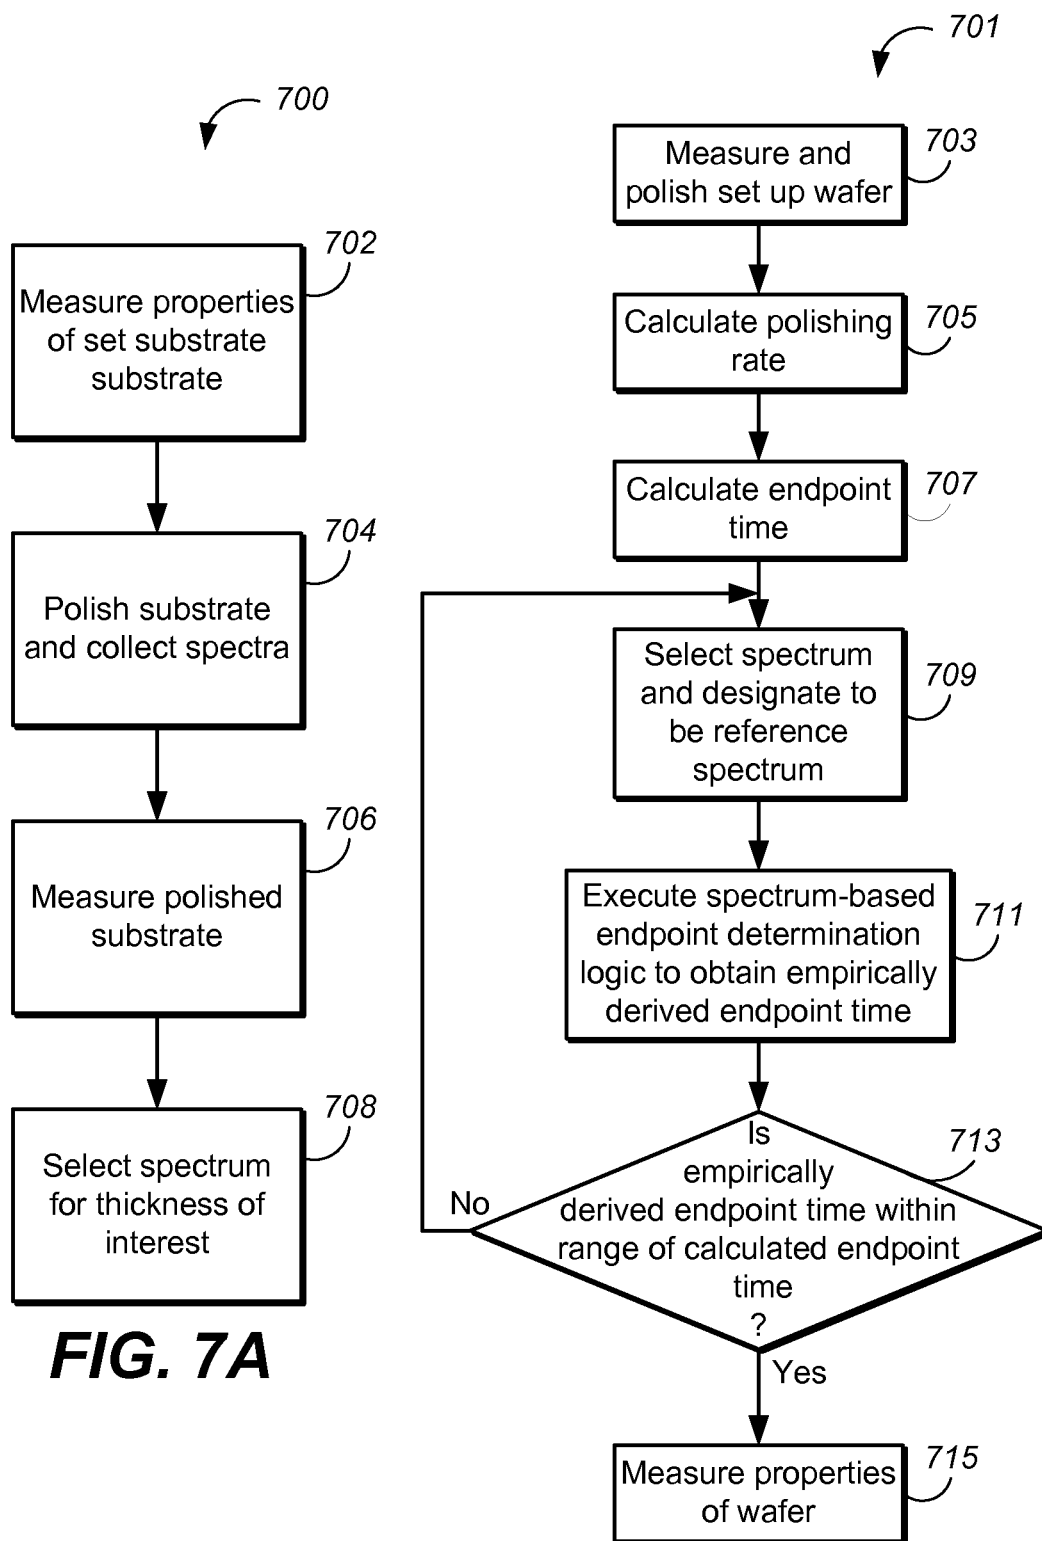 700
702
Measure properties
of set substrate
substrate
704
Polish substrate
and collect spectra
706
Measure polished
substrate
708
Select spectrum
for thickness of
interest
FIG. 7A
701
703
Measure and
polish set up wafer
705
Calculate polishing
rate
707
Calculate endpoint
time
709
Select spectrum
and designate to
be reference
spectrum
711
Execute spectrum-based
endpoint determination
logic to obtain empirically
derived endpoint time
713
Is
empirically
derived endpoint time within
range of calculated endpoint
time
?
No
Yes
715
Measure properties
of wafer